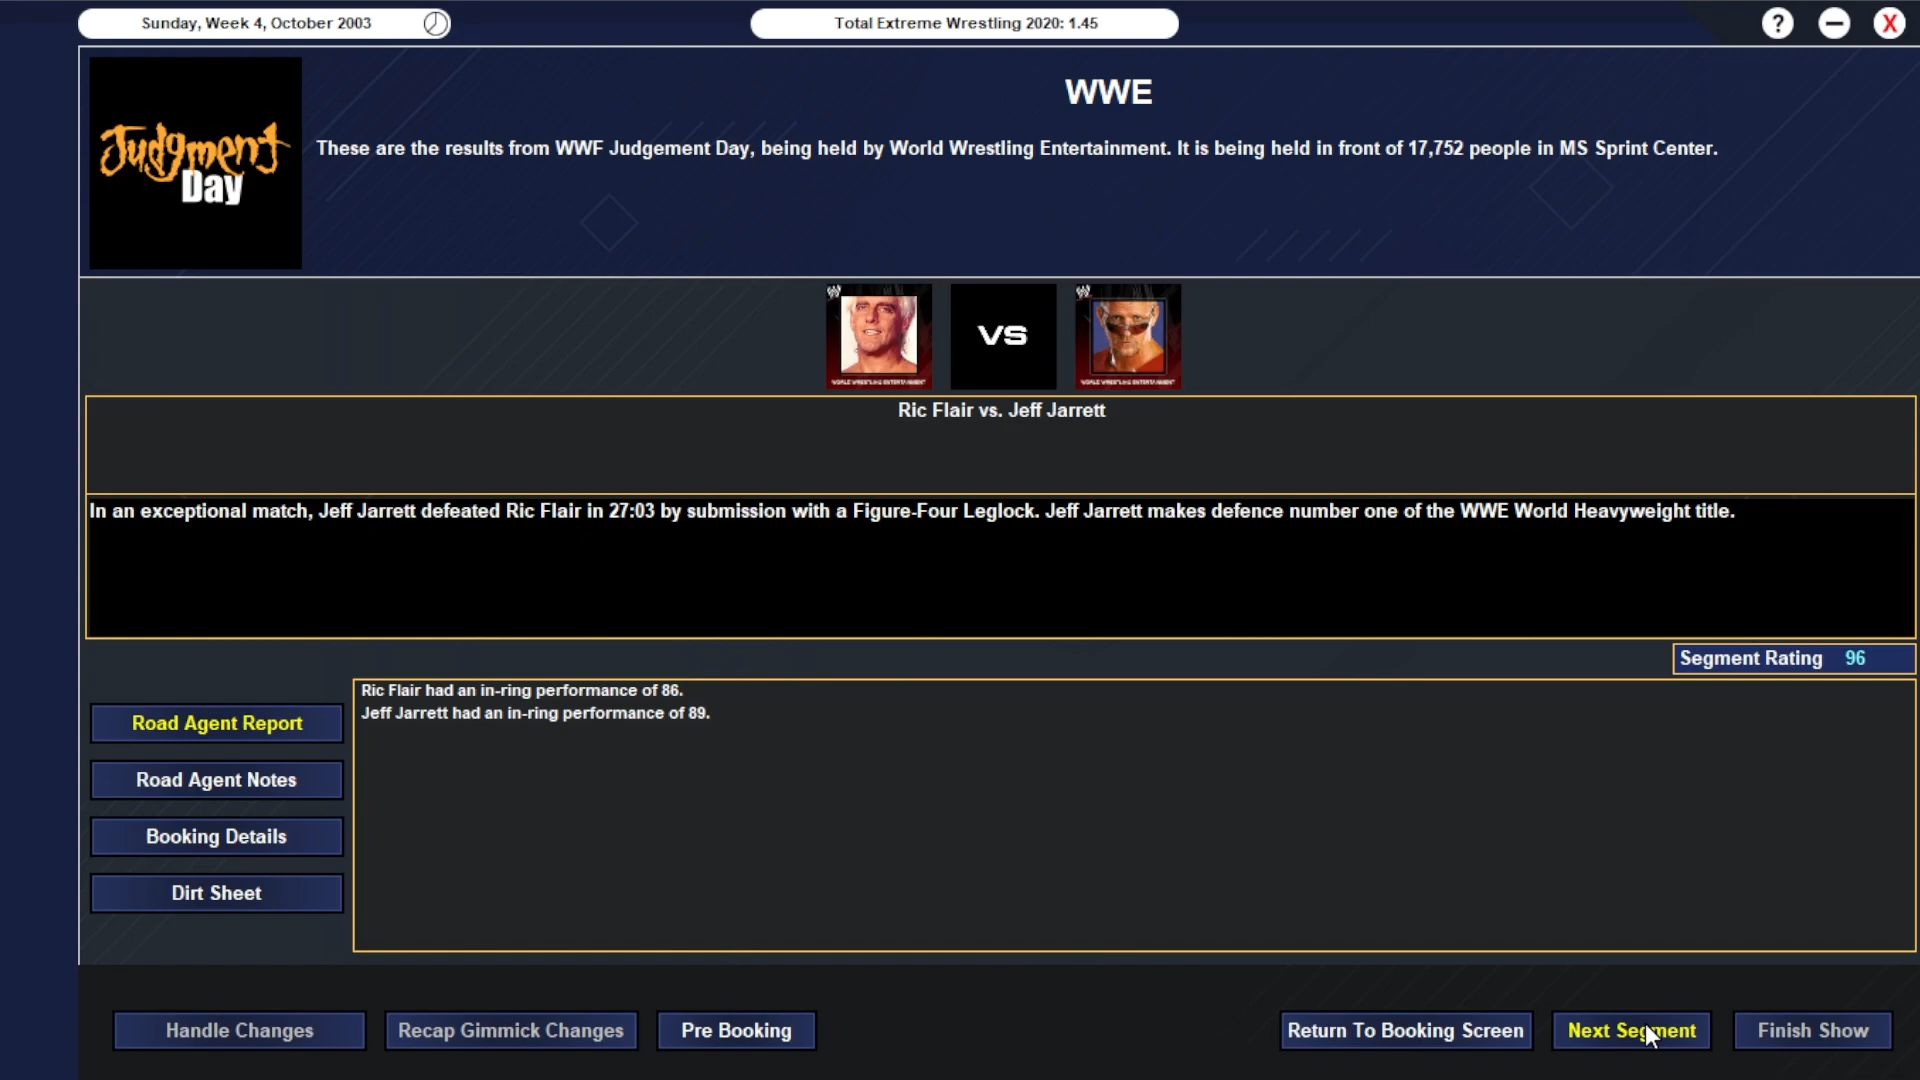 Sunday, Week 4, October 2003
Total Extreme Wrestling 2020: 1.45
?
X
Judgment
Day
WWE
These are the results from WWF Judgement Day, being held by World Wrestling Entertainment. It is being held in front of 17,752 people in MS Sprint Center.
WORLD WRESTLING ENTERTAINMENT
VS
WORLD WRESTLING ENTERTAINMENT
Ric Flair vs. Jeff Jarrett
In an exceptional match, Jeff Jarrett defeated Ric Flair in 27:03 by submission with a Figure-Four Leglock. Jeff Jarrett makes defence number one of the WWE World Heavyweight title.
Segment Rating 96
Road Agent Report
Road Agent Notes
Booking Details
Dirt Sheet
Ric Flair had an in-ring performance of 86.
Jeff Jarrett had an in-ring performance of 89.
Handle Changes
Recap Gimmick Changes
Pre Booking
Return To Booking Screen
Next Segment
Finish Show